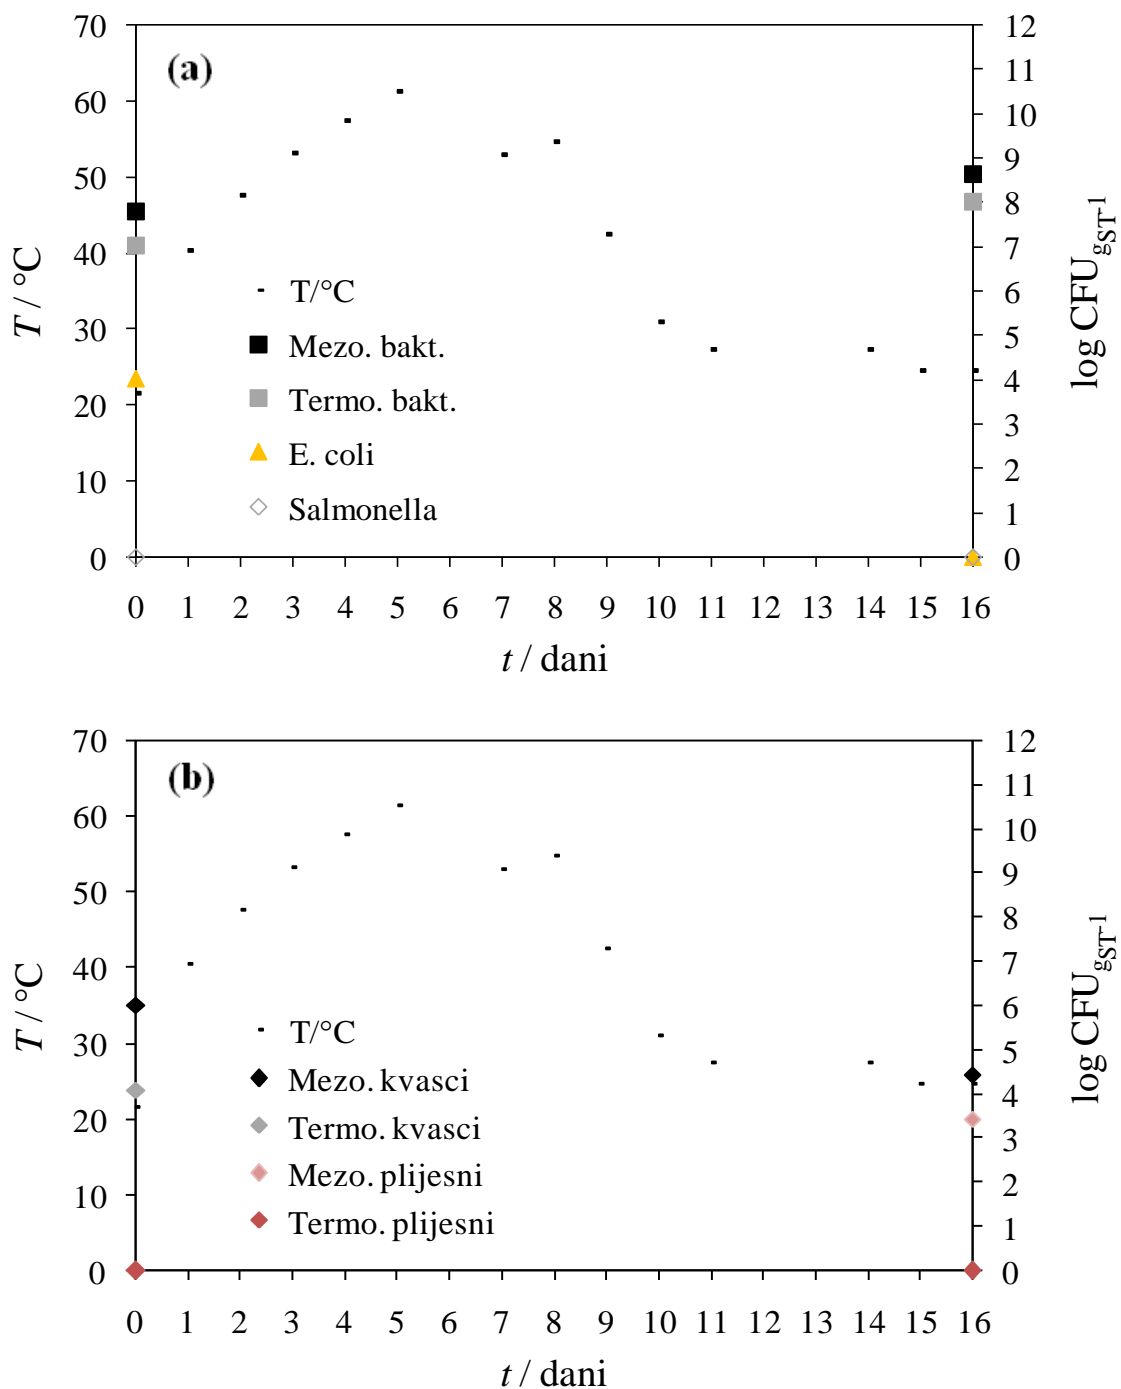 (a)
70
60
50
40
30
20
10
0
T / °C
12
11
10
9
8
7
6
5
4
3
2
1
0
log CFU gST-1
T/°C
Mezo. bakt.
Termo. bakt.
E. coli
Salmonella
0 1 2 3 4 5 6 7 8 9 10 11 12 13 14 15 16
t / dani
(b)
70
60
50
40
30
20
10
0
T / °C
12
11
10
9
8
7
6
5
4
3
2
1
0
log CFU gST-1
T/°C
Mezo. kvasci
Termo. kvasci
Mezo. plijesni
Termo. plijesni
0 1 2 3 4 5 6 7 8 9 10 11 12 13 14 15 16
t / dani